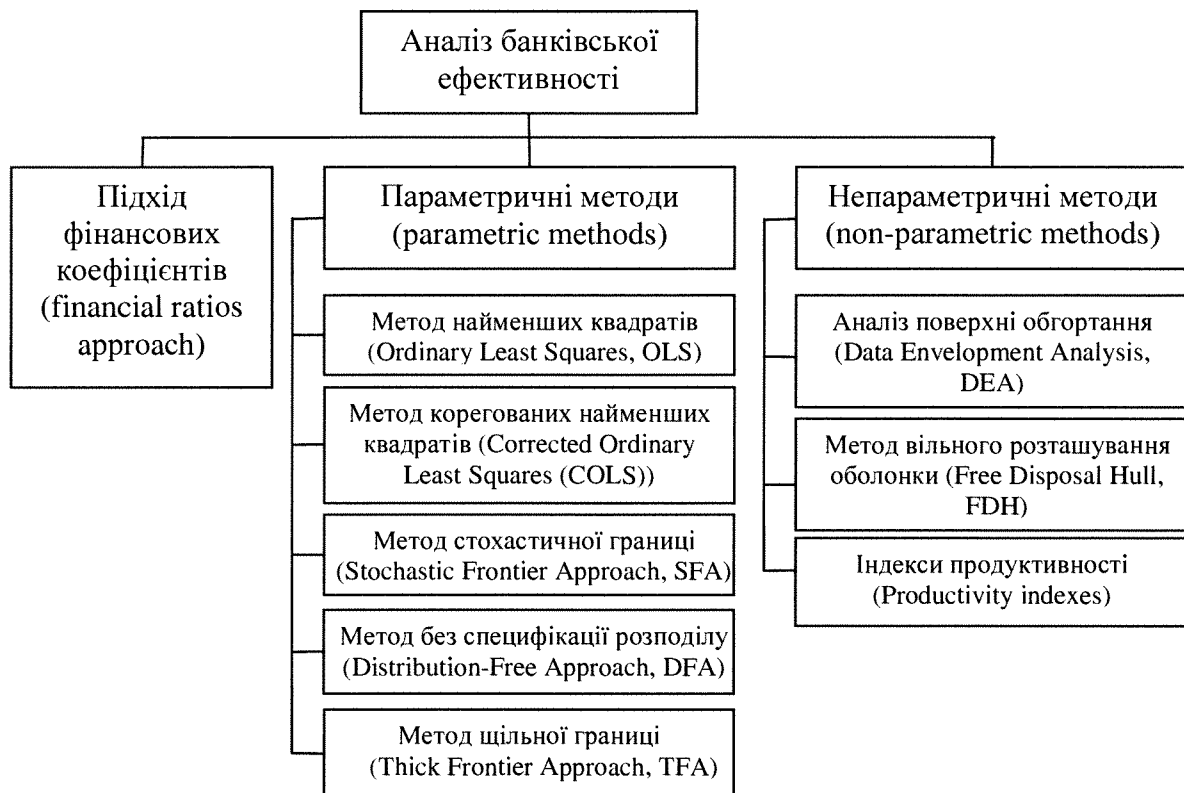 Аналіз банківської
ефективності
Підхід
фінансових
коефіцієнтів
(financial ratios
approach)
Параметричні методи
(parametric methods)
Метод найменших квадратів
(Ordinary Least Squares, OLS)
Метод корегованих найменших
квадратів (Corrected Ordinary
Least Squares (COLS))
Метод стохастичної границі
(Stochastic Frontier Approach, SFA)
Метод без специфікації розподілу
(Distribution-Free Approach, DFA)
Метод щільної границі
(Thick Frontier Approach, TFA)
Непараметричні методи
(non-parametric methods)
Аналіз поверхні обгортання
(Data Envelopment Analysis,
DEA)
Метод вільного розташування
оболонки (Free Disposal Hull,
FDH)
Індекси продуктивності
(Productivity indexes)